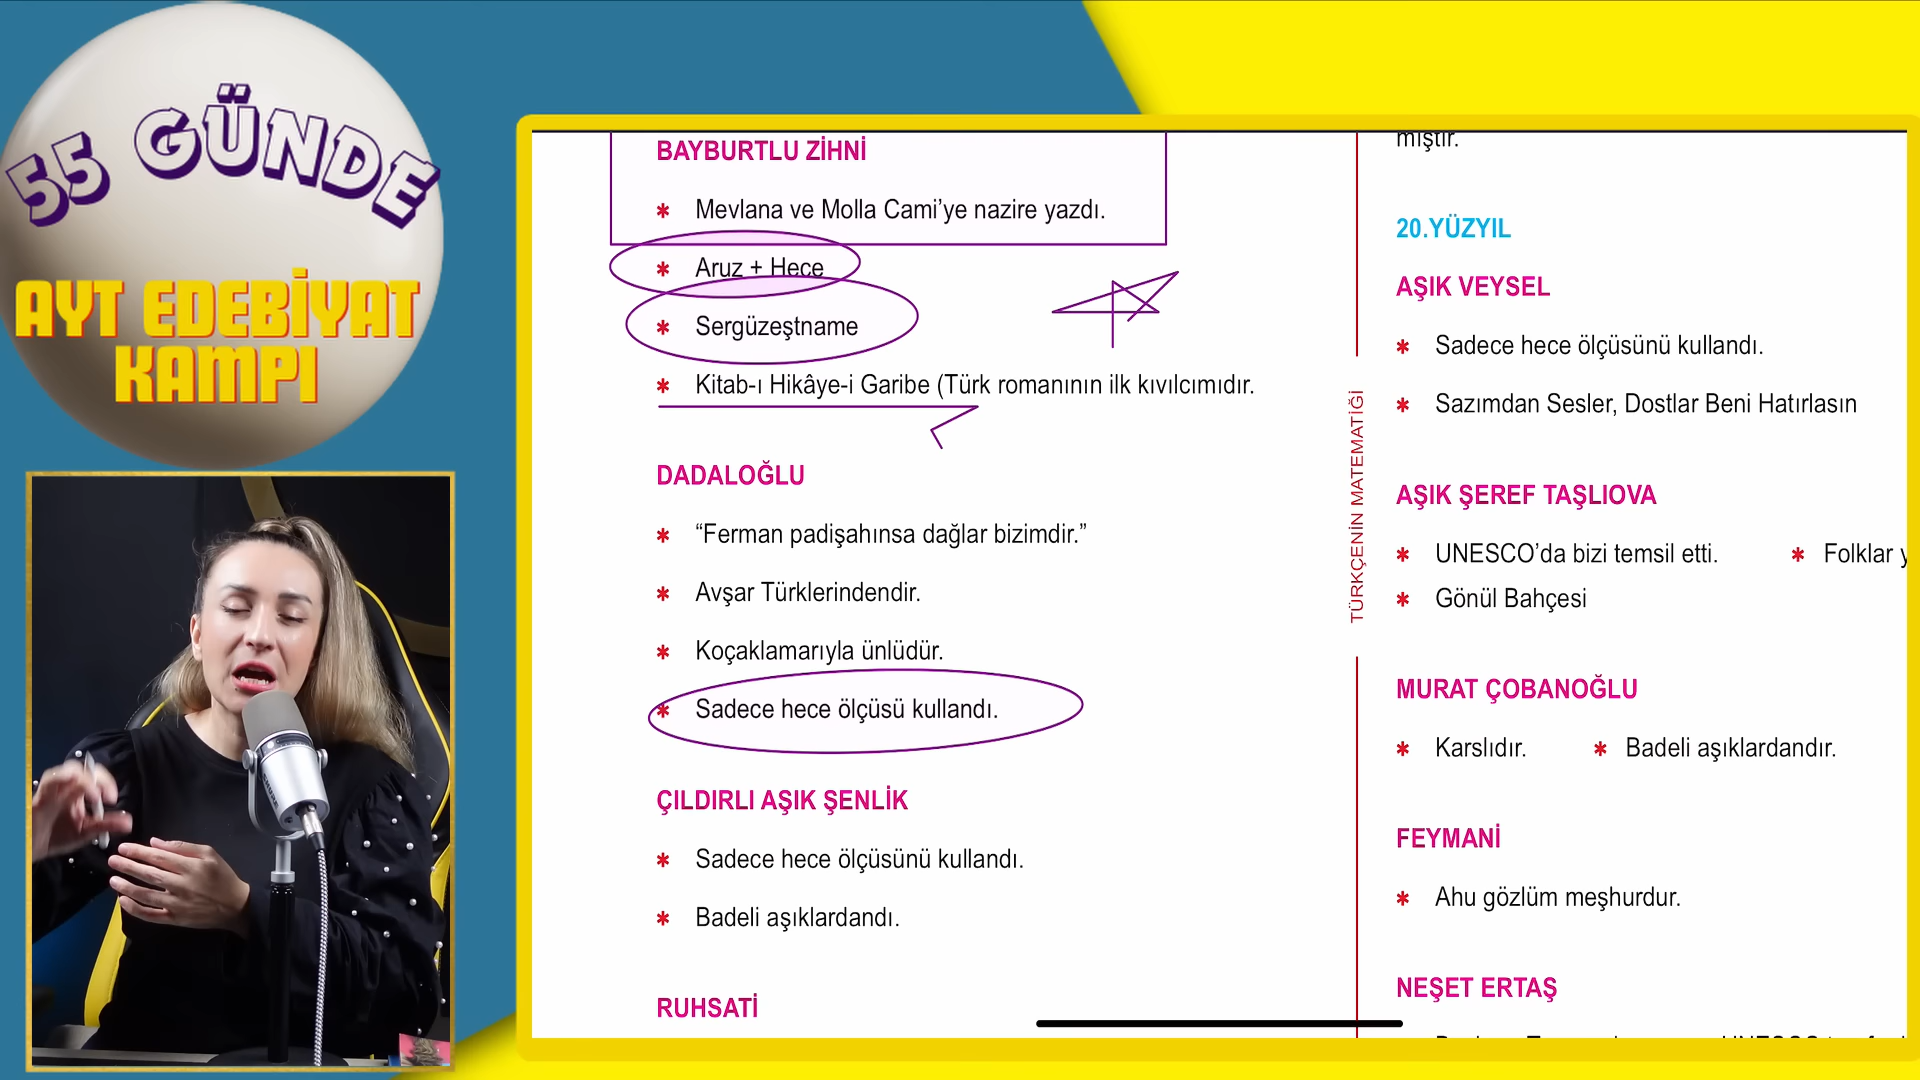 55 GÜNDE
AYT EDEBİYAT
KAMPI
BAYBURTLU ZİHNİ
* Mevlana ve Molla Cami’ye nazire yazdı.
* Aruz + Hece
* Sergüzeştname
* Kitab-ı Hikâye-i Garibe (Türk romanının ilk kıvılcımıdır.
DADALOĞLU
* “Ferman padişahınsa dağlar bizimdir.”
* Avşar Türklerindendir.
* Koçaklamarıyla ünlüdür.
* Sadece hece ölçüsü kullandı.
ÇILDIRLI AŞIK ŞENLİK
* Sadece hece ölçüsünü kullandı.
* Badeli aşıklardandı.
RUHSATİ
TÜRKÇENİN MATEMATİĞİ
mıştır.
20.YÜZYIL
AŞIK VEYSEL
* Sadece hece ölçüsünü kullandı.
* Sazımdan Sesler, Dostlar Beni Hatırlasın
AŞIK ŞEREF TAŞLIOVA
* UNESCO’da bizi temsil etti. * Folklar y
* Gönül Bahçesi
MURAT ÇOBANOĞLU
* Karslıdır. * Badeli aşıklardandır.
FEYMANİ
* Ahu gözlüm meşhurdur.
NEŞET ERTAŞ